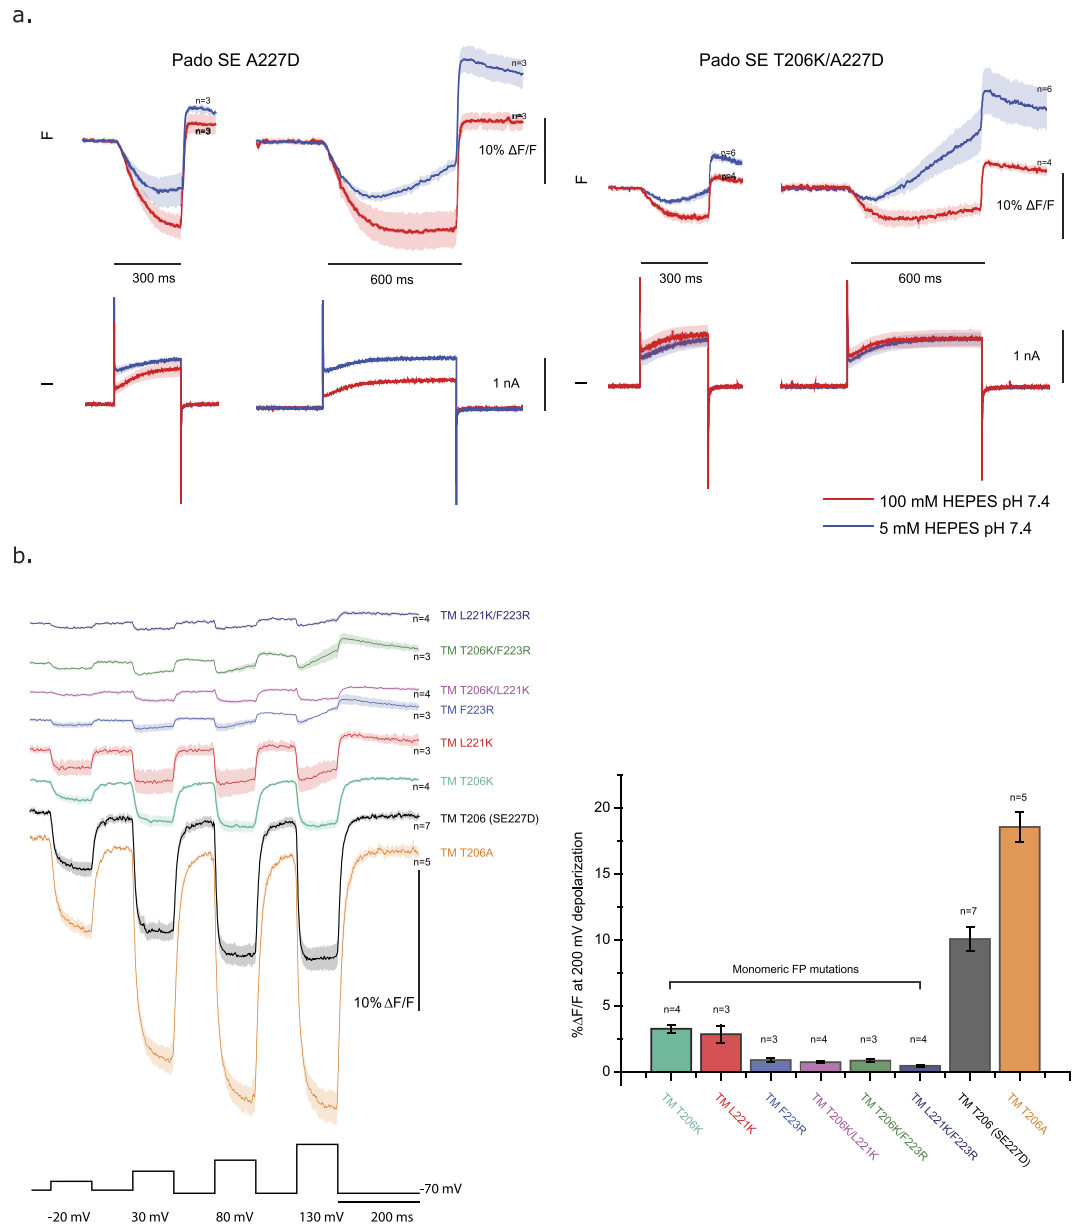 a.
Pado SE A227D
Pado SE T206K/A227D
F
n=3
n=3
n=3
n=3
10% ΔF/F
300 ms
600 ms
F
n=6
n=4
n=6
n=4
10% ΔF/F
300 ms
600 ms
I
1 nA
I
1 nA
100 mM HEPES pH 7.4
5 mM HEPES pH 7.4
b.
n=4 TM L221K/F223R
n=3 TM T206K/F223R
n=4 TM T206K/L221K
n=3 TM F223R
n=3 TM L221K
n=4 TM T206K
n=7 TM T206 (SE227D)
n=5 TM T206A
10% ΔF/F
-70 mV
-20 mV 30 mV 80 mV 130 mV 200 ms
%ΔF/F at 200 mV depolarization
20
15
10
5
0
Monomeric FP mutations
n=4 n=3 n=3 n=4 n=3 n=4 n=7 n=5
TM T206K
TM L221K
TM F223R
TM T206K/L221K
TM T206K/F223R
TM L221K/F223R
TM T206 (SE227D)
TM T206A